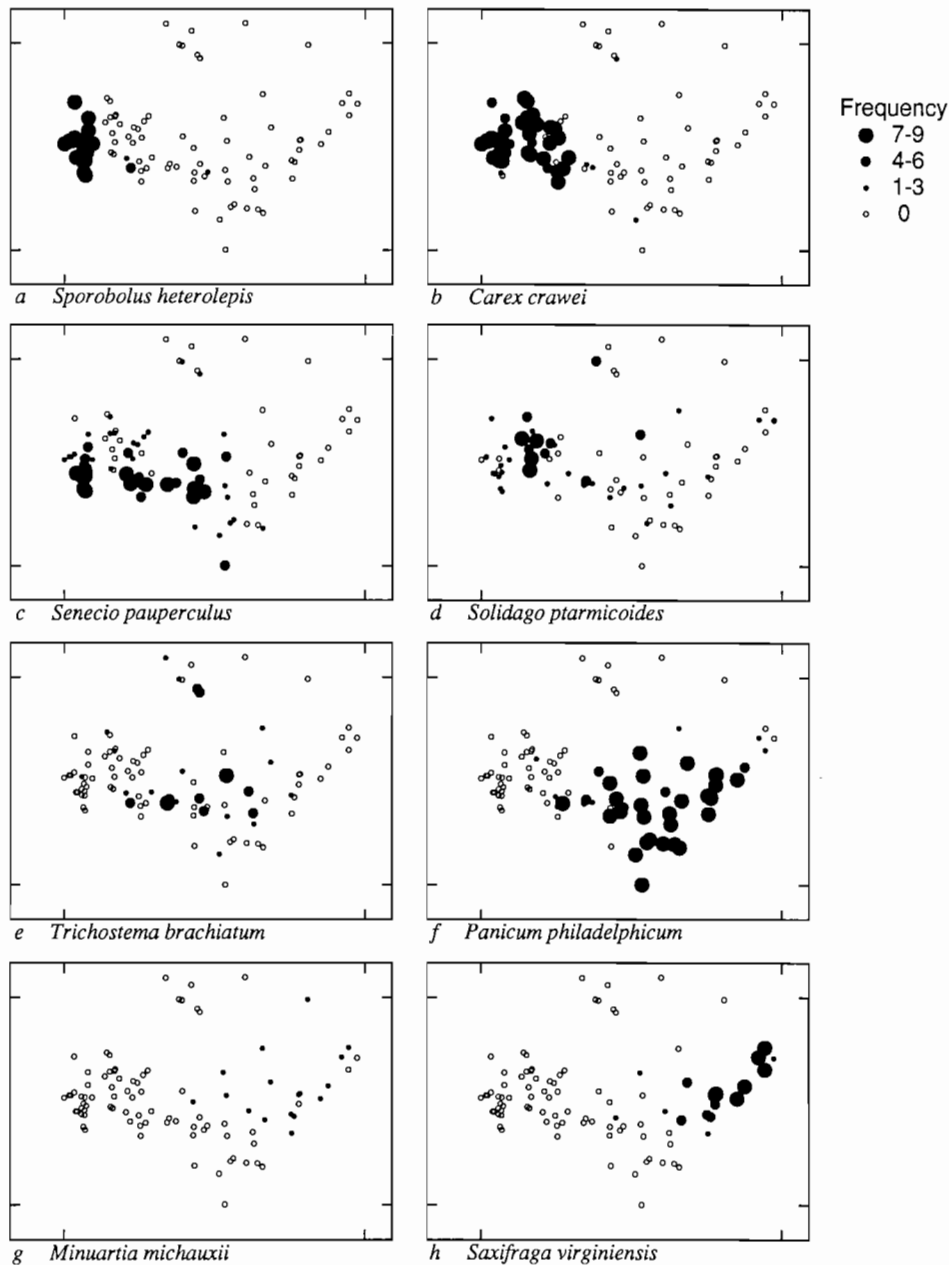 Frequency
7-9
4-6
1-3
0
a Sporobolus heterolepis
b Carex crawei
c Senecio pauperculus
d Solidago ptarmicoides
e Trichostema brachiatum
f Panicum philadelphicum
g Minuartia michauxii
h Saxifraga virginiensis